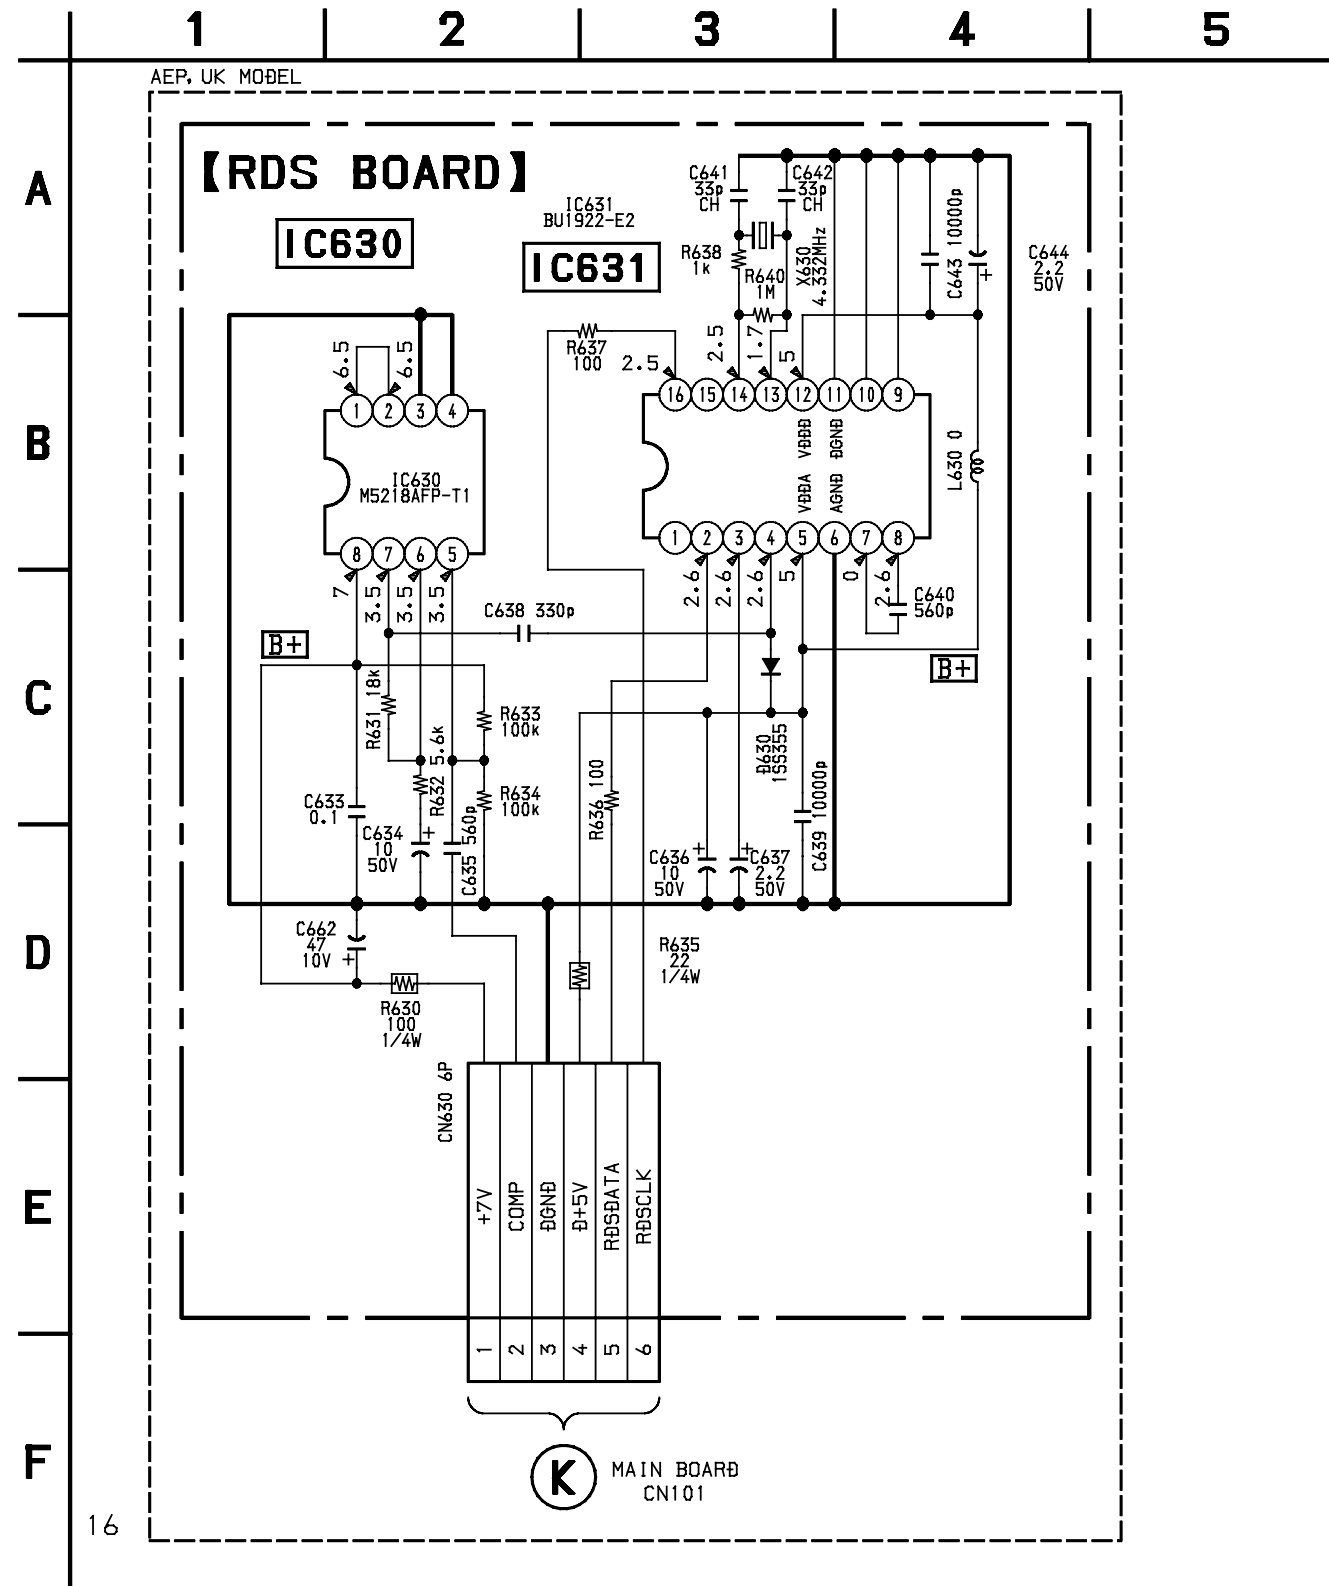 1 2 3 4 5
AEP, UK MODEL
A
B
C
D
E
F
【RDS BOARD】
IC630
IC631
BU1922-E2
IC631
C641
33p
CH
C642
33p
CH
R638
1k
R640
1M
X630
4.332MHz
C643 10000p
C644
2.2
50V
+
R637
100
2.5
2.5
1.7
5
16 15 14 13 12 11 10 9
VDDD
DGND
VDDA
AGND
1 2 3 4 5 6 7 8
2.6
2.6
2.6
5
0
2.6
L630 0
C640
560p
B+
6.5
6.5
1 2 3 4
IC630
M5218AFP-T1
8 7 6 5
7
3.5
3.5
3.5
C638 330p
B+
R631 18k
R632 5.6k
R633
100k
R634
100k
C633
0.1
C634
10
50V
+
C635 560p
R636 100
D630
1SS355
C639 10000p
C636
10
50V
+
C637
2.2
50V
+
C662
47
10V
+
R630
100
1/4W
R635
22
1/4W
CN630 6P
+7V
COMP
DGND
D+5V
RDSDATA
RDSCLK
1 2 3 4 5 6
K
MAIN BOARD
CN101
16